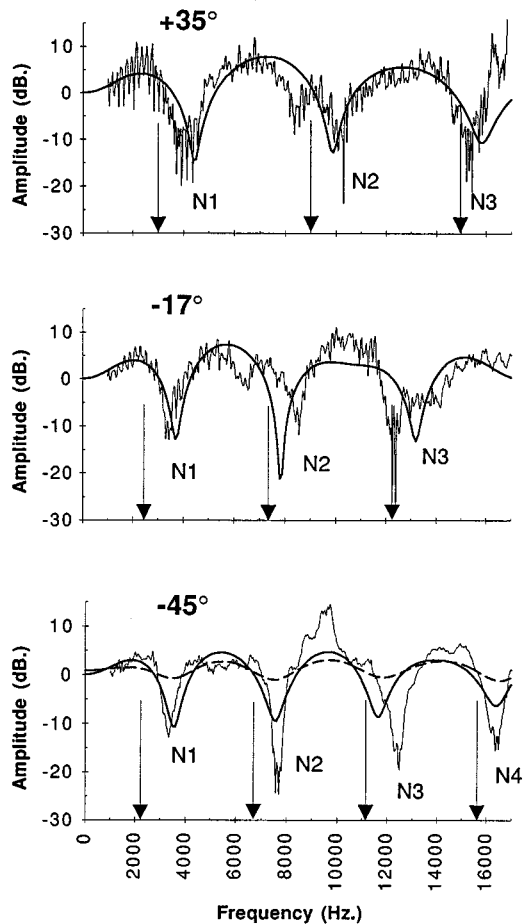 +35°
Amplitude (dB.)
10
0
-10
-20
-30
N1
N2
N3
-17°
Amplitude (dB.)
10
0
-10
-20
-30
N1
N2
N3
-45°
Amplitude (dB.)
10
0
-10
-20
-30
N1
N2
N3
N4
0
2000
4000
6000
8000
10000
12000
14000
16000
Frequency (Hz.)